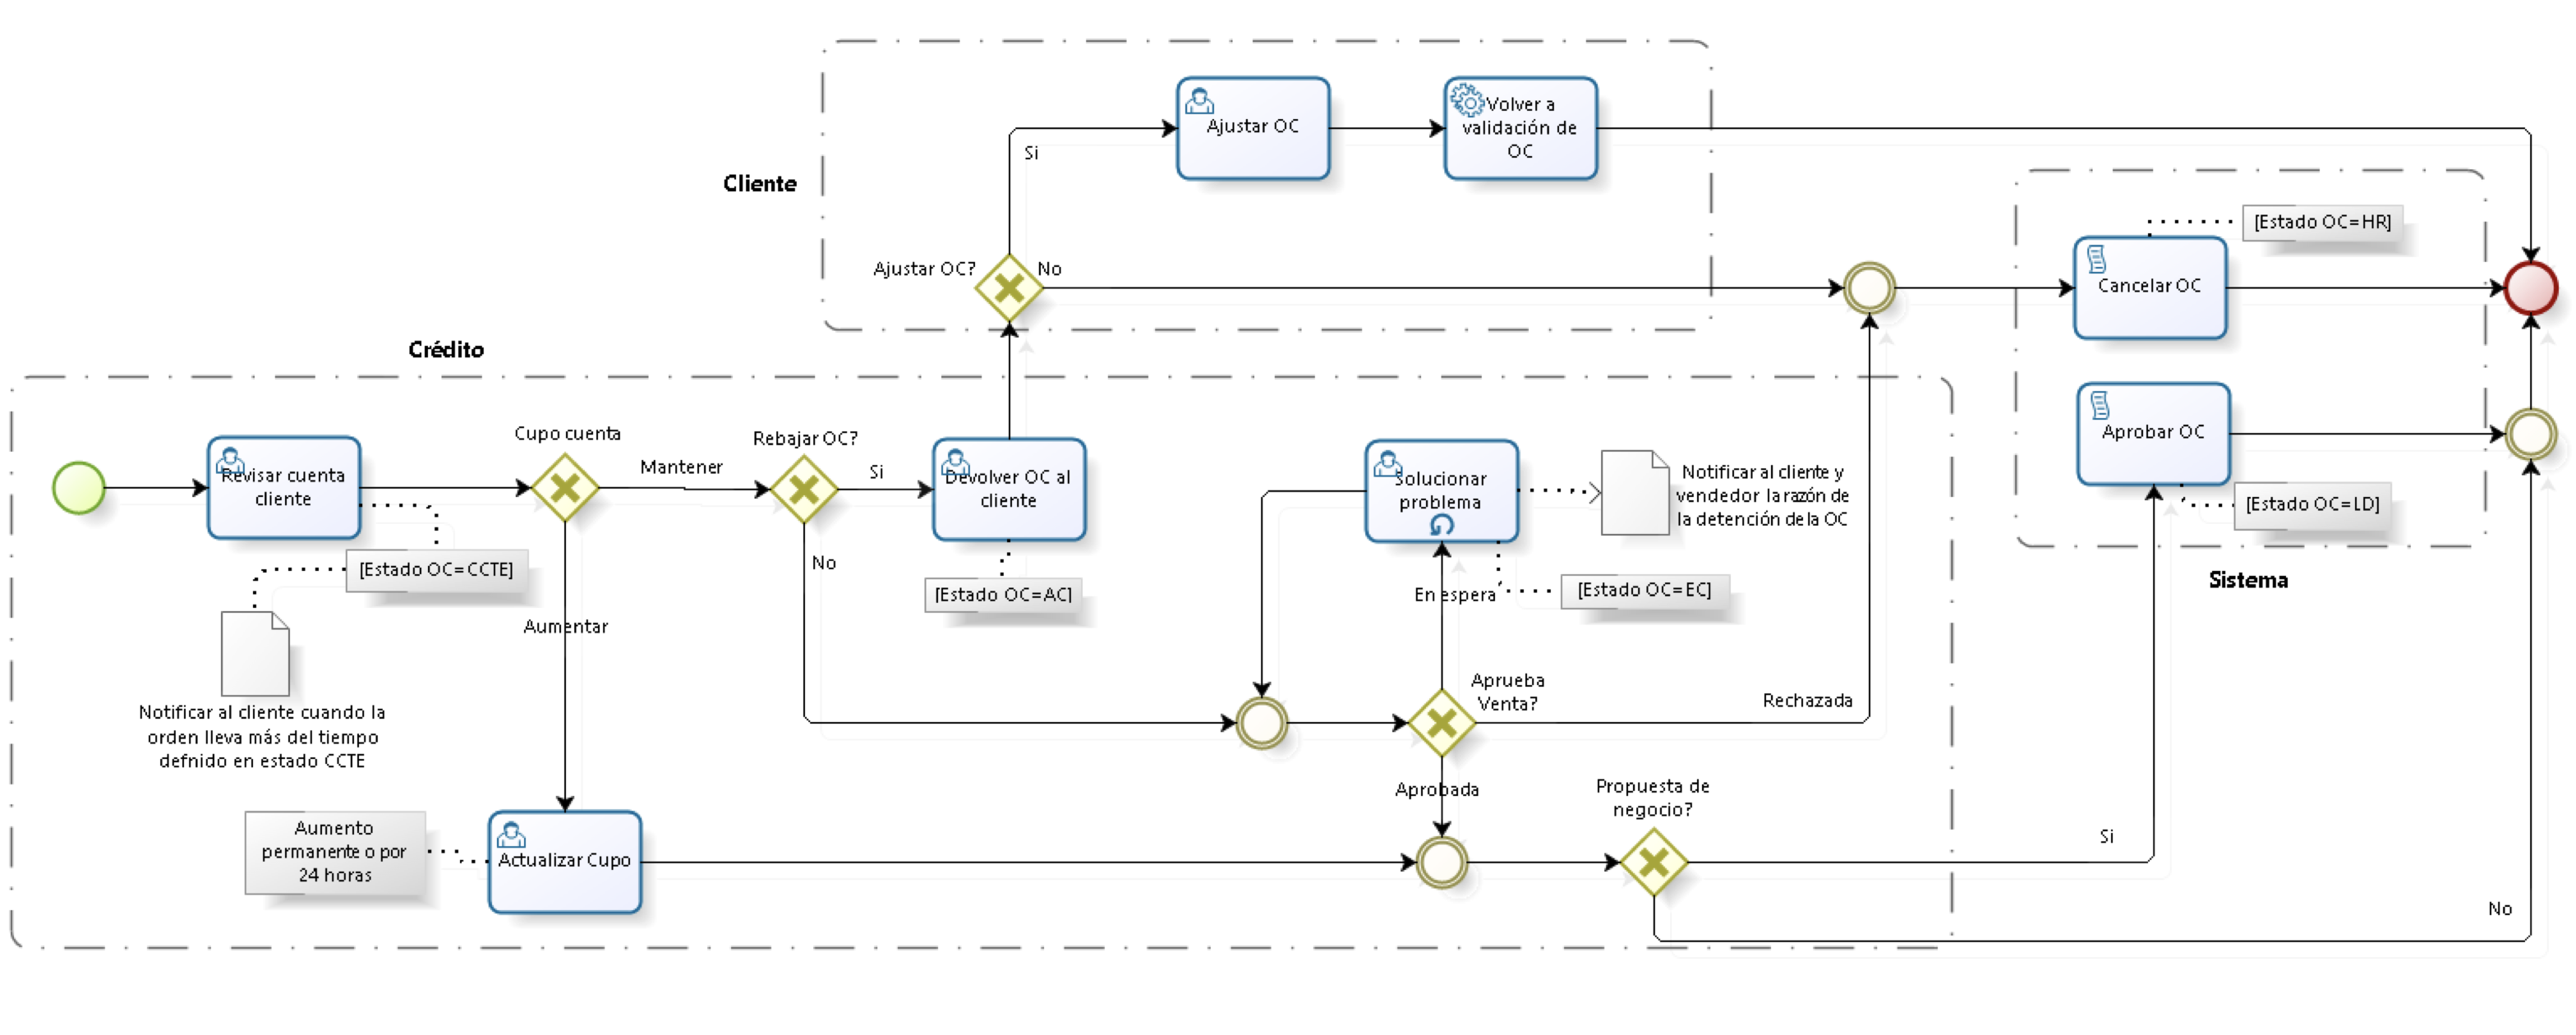 Cliente
Ajustar OC
Volver a
validación de
OC
Si
Ajustar OC?
No
[Estado OC=HR]
Cancelar OC
Crédito
Revisar cuenta
cliente
[Estado OC=CCTE]
Notificar al cliente cuando la
orden lleva más del tiempo
defnido en estado CCTE
Cupo cuenta
Mantener
Aumentar
Rebajar OC?
Si
No
Devolver OC al
cliente
[Estado OC=AC]
Solucionar
problema
Notificar al cliente y
vendedor la razón de
la detención de la OC
En espera
[Estado OC=EC]
Aprueba
Venta?
Rechazada
Aprobada
Aumento
permanente o por
24 horas
Actualizar Cupo
Propuesta de
negocio?
Si
No
Aprobar OC
[Estado OC=LD]
Sistema